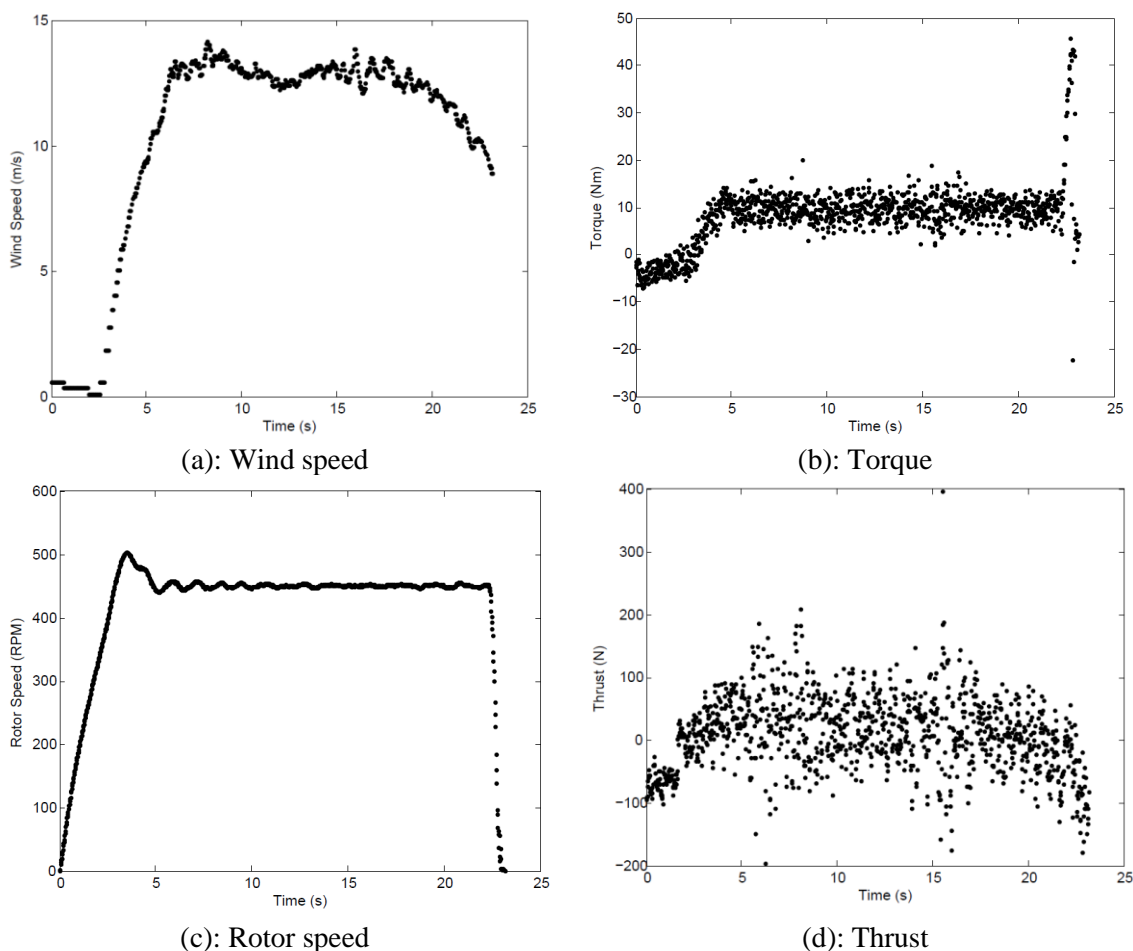 15
10
5
0
0 5 10 15 20 25
Wind Speed (m/s)
Time (s)
(a): Wind speed
50
40
30
20
10
0
−10
−20
−30
0 5 10 15 20 25
Torque (Nm)
Time (s)
(b): Torque
600
500
400
300
200
100
0
0 5 10 15 20 25
Rotor Speed (RPM)
Time (s)
(c): Rotor speed
400
300
200
100
0
−100
−200
0 5 10 15 20 25
Thrust (N)
Time (s)
(d): Thrust